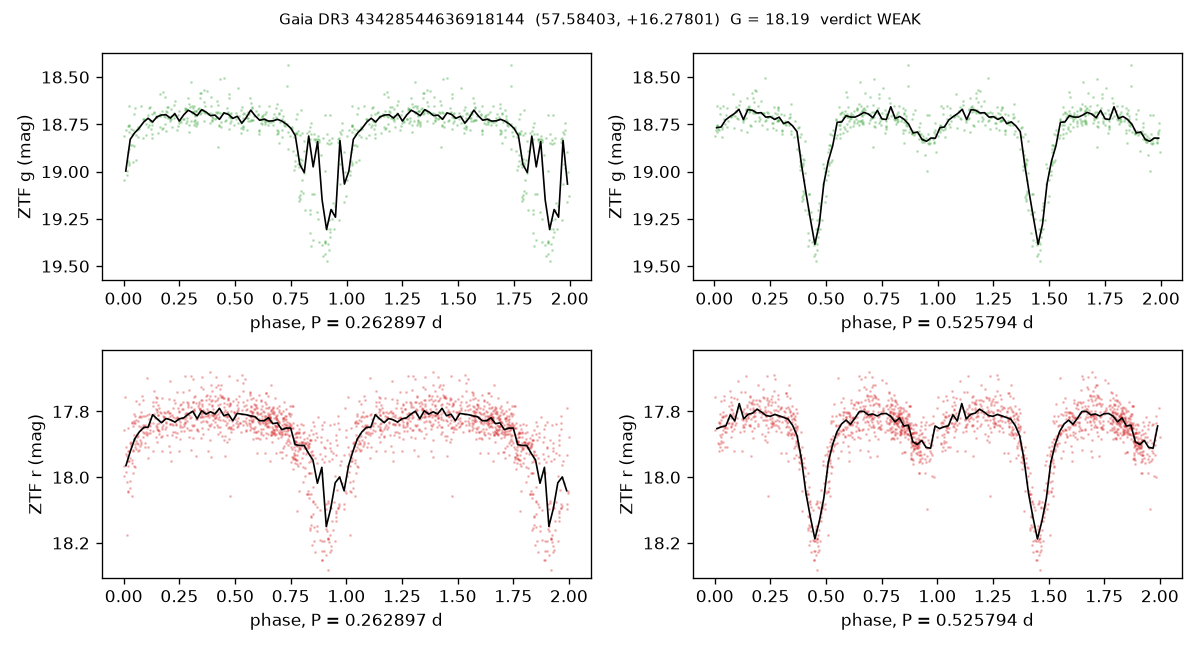 Gaia DR3 43428544636918144 (57.58403, +16.27801) G = 18.19 verdict WEAK
ZTF g (mag)
18.50
18.75
19.00
19.25
19.50
0.00 0.25 0.50 0.75 1.00 1.25 1.50 1.75 2.00
phase, P = 0.262897 d
ZTF g (mag)
18.50
18.75
19.00
19.25
19.50
0.00 0.25 0.50 0.75 1.00 1.25 1.50 1.75 2.00
phase, P = 0.525794 d
ZTF r (mag)
17.8
18.0
18.2
0.00 0.25 0.50 0.75 1.00 1.25 1.50 1.75 2.00
phase, P = 0.262897 d
ZTF r (mag)
17.8
18.0
18.2
0.00 0.25 0.50 0.75 1.00 1.25 1.50 1.75 2.00
phase, P = 0.525794 d